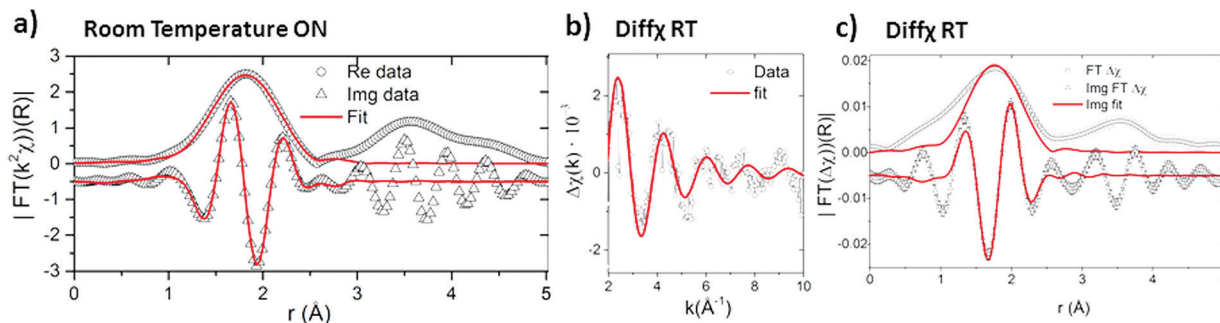 a) Room Temperature ON
| FT(k²χ))(R)|
3
2
1
0
-1
-2
-3
Re data
Img data
Fit
0 1 2 3 4 5
r (Å)
b) Diffχ RT
Δχ(k) · 10⁻³
2
0
-2
Data
fit
2 4 6 8 10
k(Å⁻¹)
c) Diffχ RT
| FT(Δχ))(R)|
0.02
0.01
0.00
-0.01
-0.02
FT Δχ
Img FT Δχ
Img fit
0 1 2 3 4
r (Å)